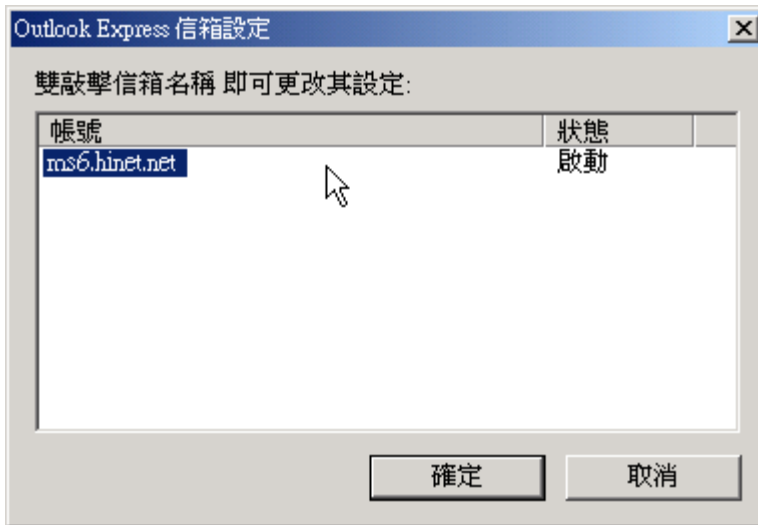 Outlook Express 信箱設定
雙敲擊信箱名稱 即可更改其設定:
帳號 狀態
ms6.hinet.net 啟動
確定 取消